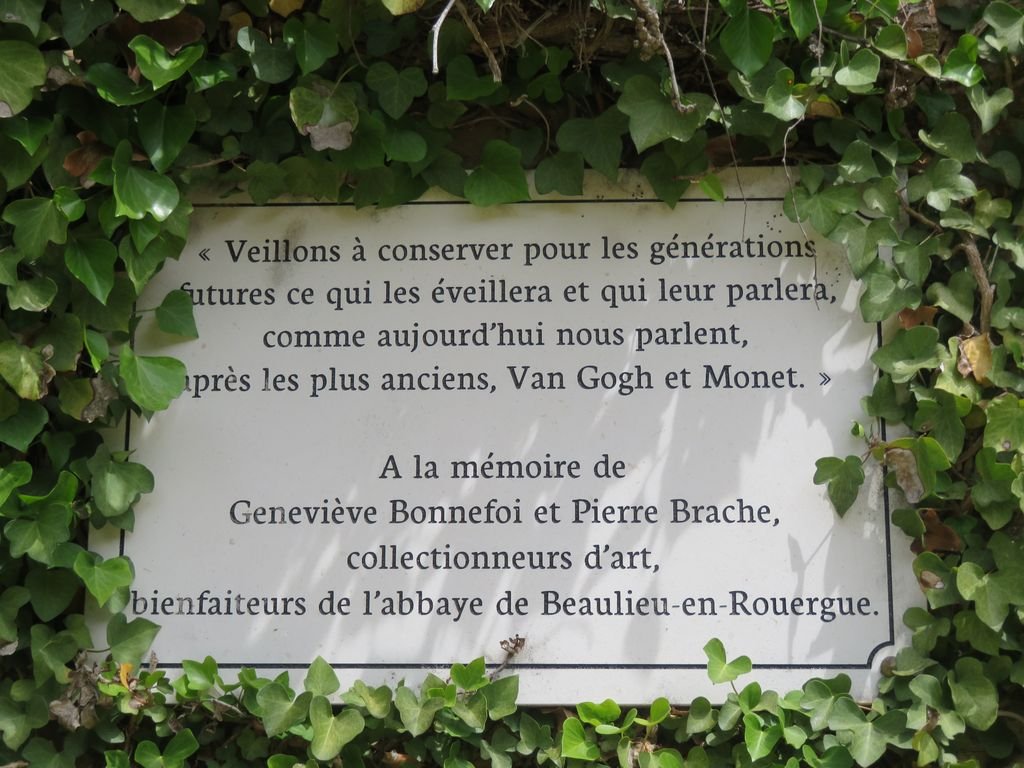 « Veillons à conserver pour les générations
futures ce qui les éveillera et qui leur parlera,
comme aujourd'hui nous parlent,
après les plus anciens, Van Gogh et Monet. »
A la mémoire de
Geneviève Bonnefoi et Pierre Brache,
collectionneurs d'art,
bienfaiteurs de l'abbaye de Beaulieu-en-Rouergue.